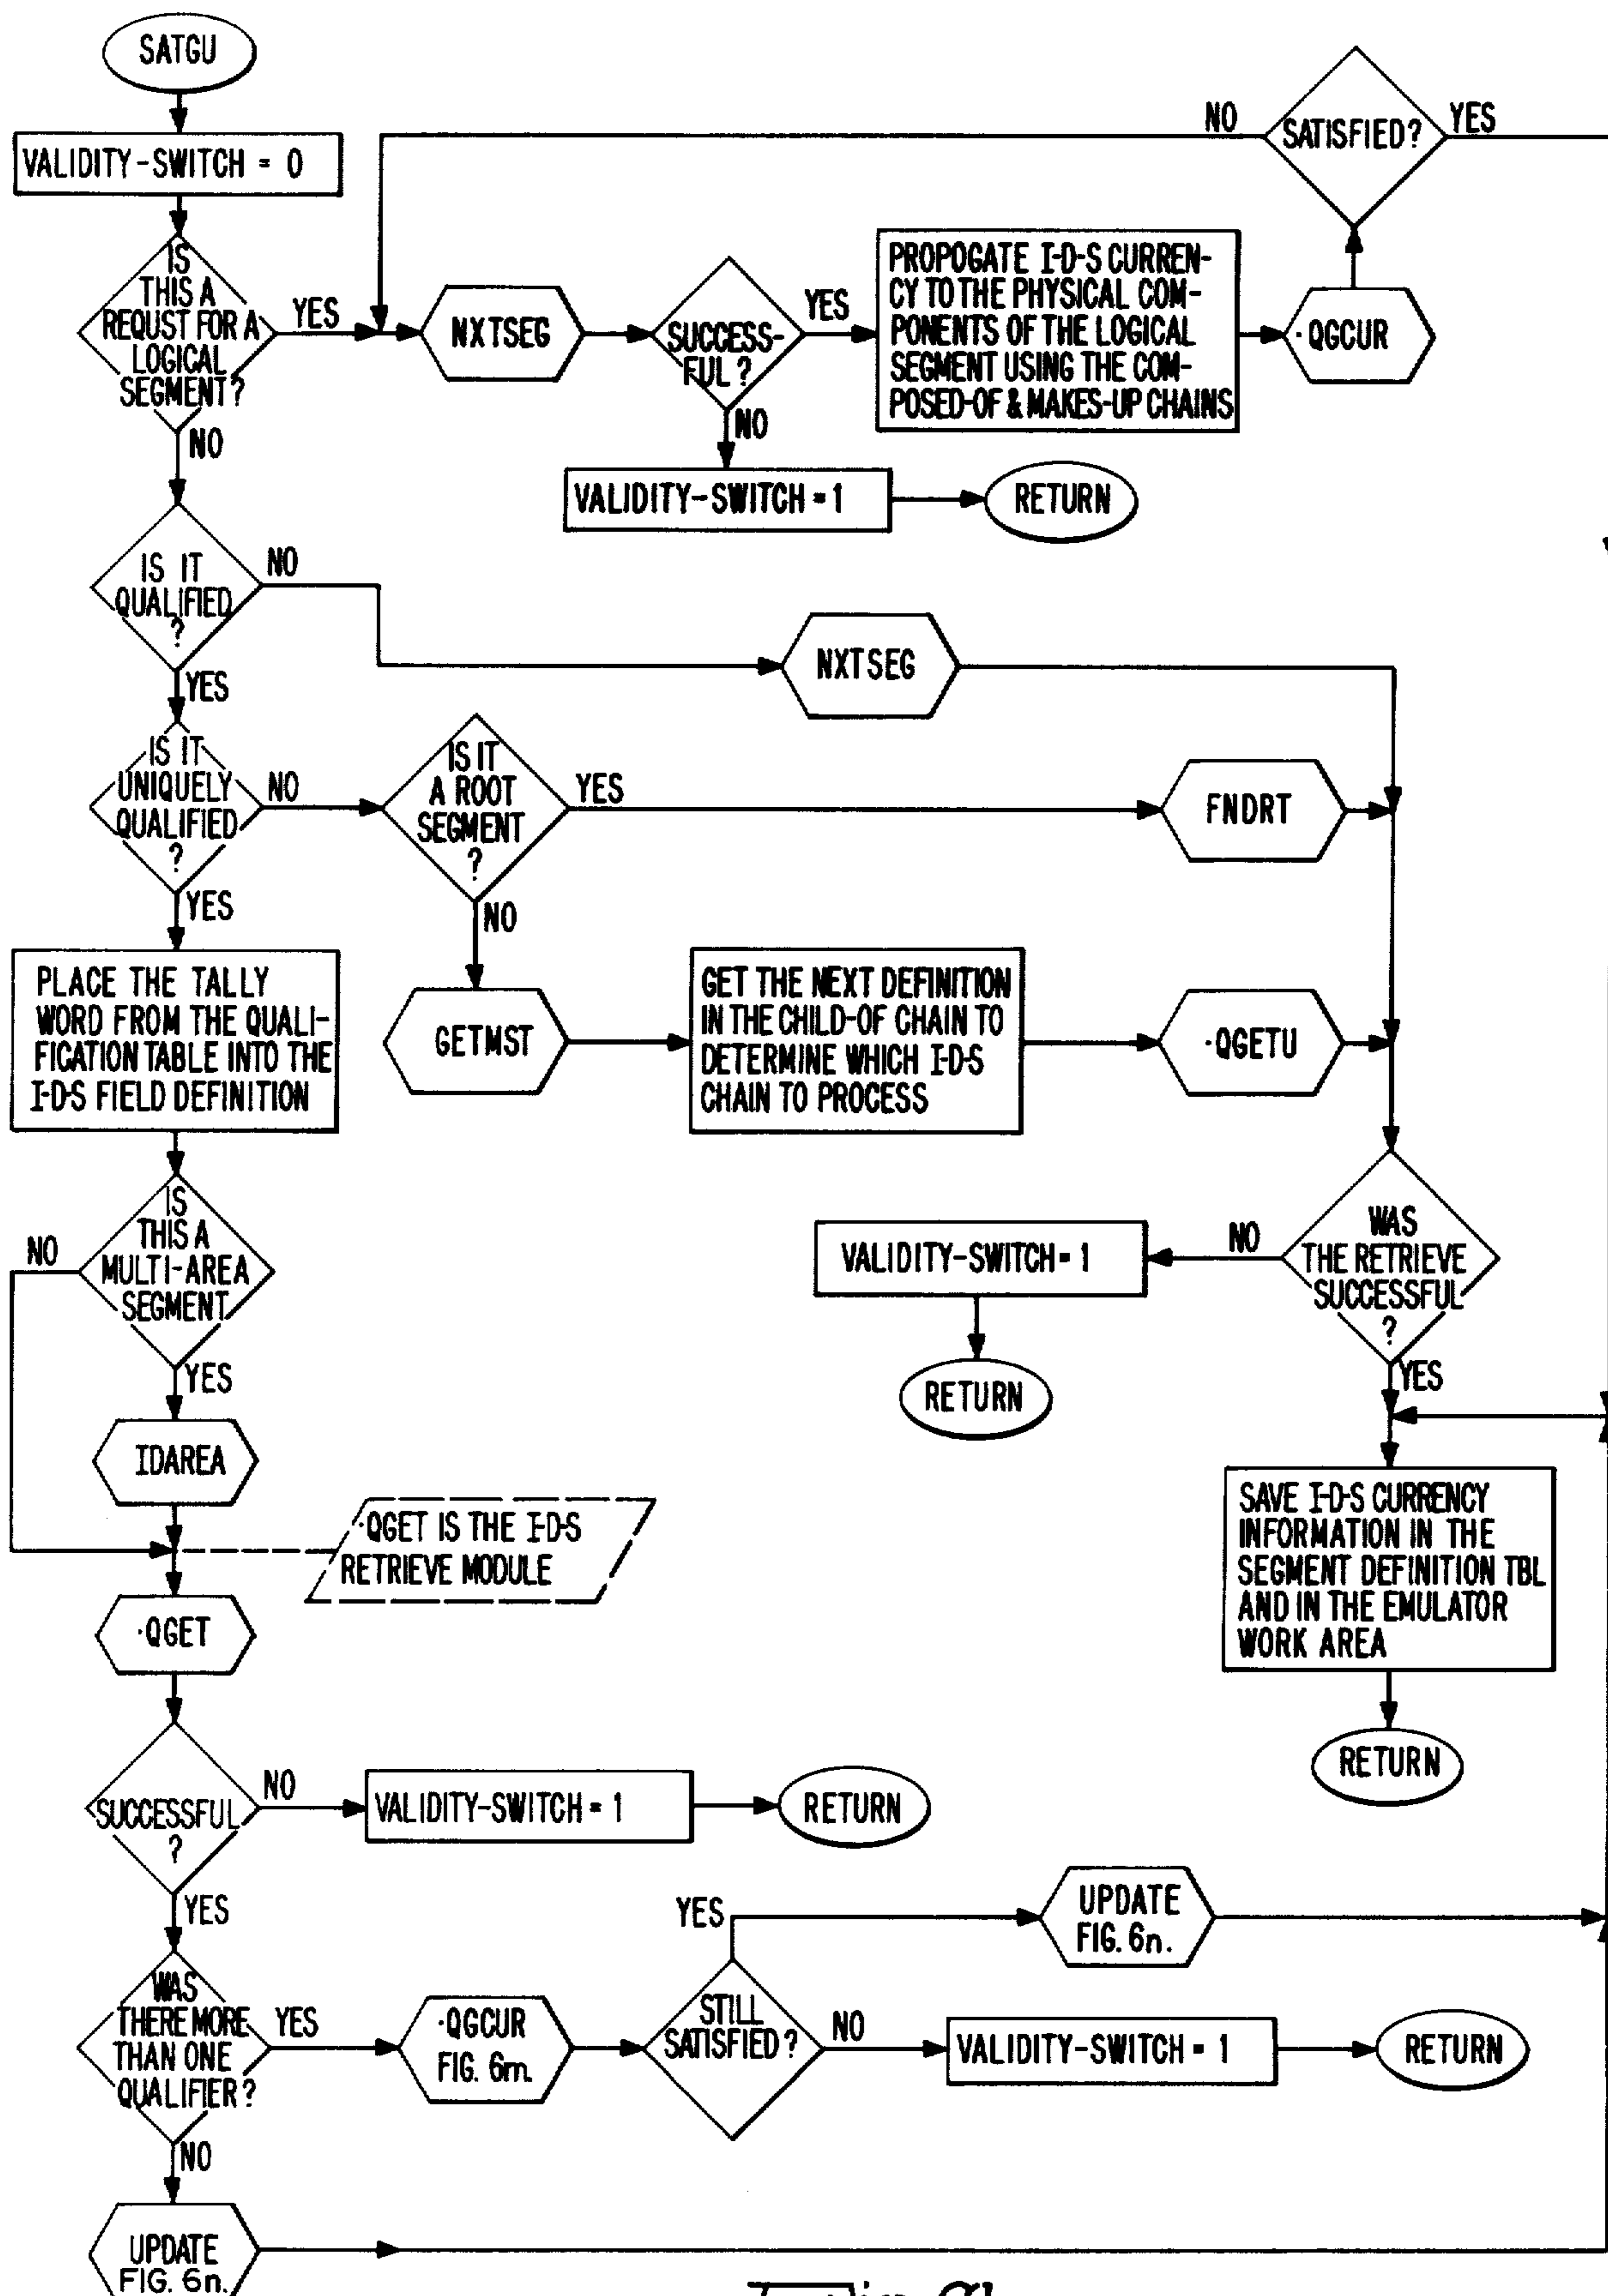 SATGU
VALIDITY-SWITCH = 0
IS
THIS A
REQUST FOR A
LOGICAL
SEGMENT?
YES
NO
NXTSEG
SUCCESS-
FUL?
YES
NO
PROPOGATE I-D-S CURREN-
CY TO THE PHYSICAL COM-
PONENTS OF THE LOGICAL
SEGMENT USING THE COM-
POSED-OF & MAKES-UP CHAINS
·QGCUR
SATISFIED?
NO
YES
VALIDITY-SWITCH = 1
RETURN
IS IT
QUALIFIED
?
NO
YES
NXTSEG
IS IT
UNIQUELY
QUALIFIED
?
NO
YES
IS IT
A ROOT
SEGMENT
?
YES
NO
FNDRT
PLACE THE TALLY
WORD FROM THE QUALI-
FICATION TABLE INTO THE
I-D-S FIELD DEFINITION
GETMST
GET THE NEXT DEFINITION
IN THE CHILD-OF CHAIN TO
DETERMINE WHICH I-D-S
CHAIN TO PROCESS
·QGETU
IS
THIS A
MULTI-AREA
SEGMENT
NO
YES
WAS
THE RETRIEVE
SUCCESSFUL
?
NO
YES
VALIDITY-SWITCH = 1
RETURN
IDAREA
·QGET IS THE I-D-S
RETRIEVE MODULE
·QGET
SAVE I-D-S CURRENCY
INFORMATION IN THE
SEGMENT DEFINITION TBL
AND IN THE EMULATOR
WORK AREA
RETURN
SUCCESSFUL
?
NO
YES
VALIDITY-SWITCH = 1
RETURN
WAS
THERE MORE
THAN ONE
QUALIFIER?
YES
NO
·QGCUR
FIG. 6m.
STILL
SATISFIED?
YES
NO
UPDATE
FIG. 6n.
VALIDITY-SWITCH = 1
RETURN
UPDATE
FIG. 6n.